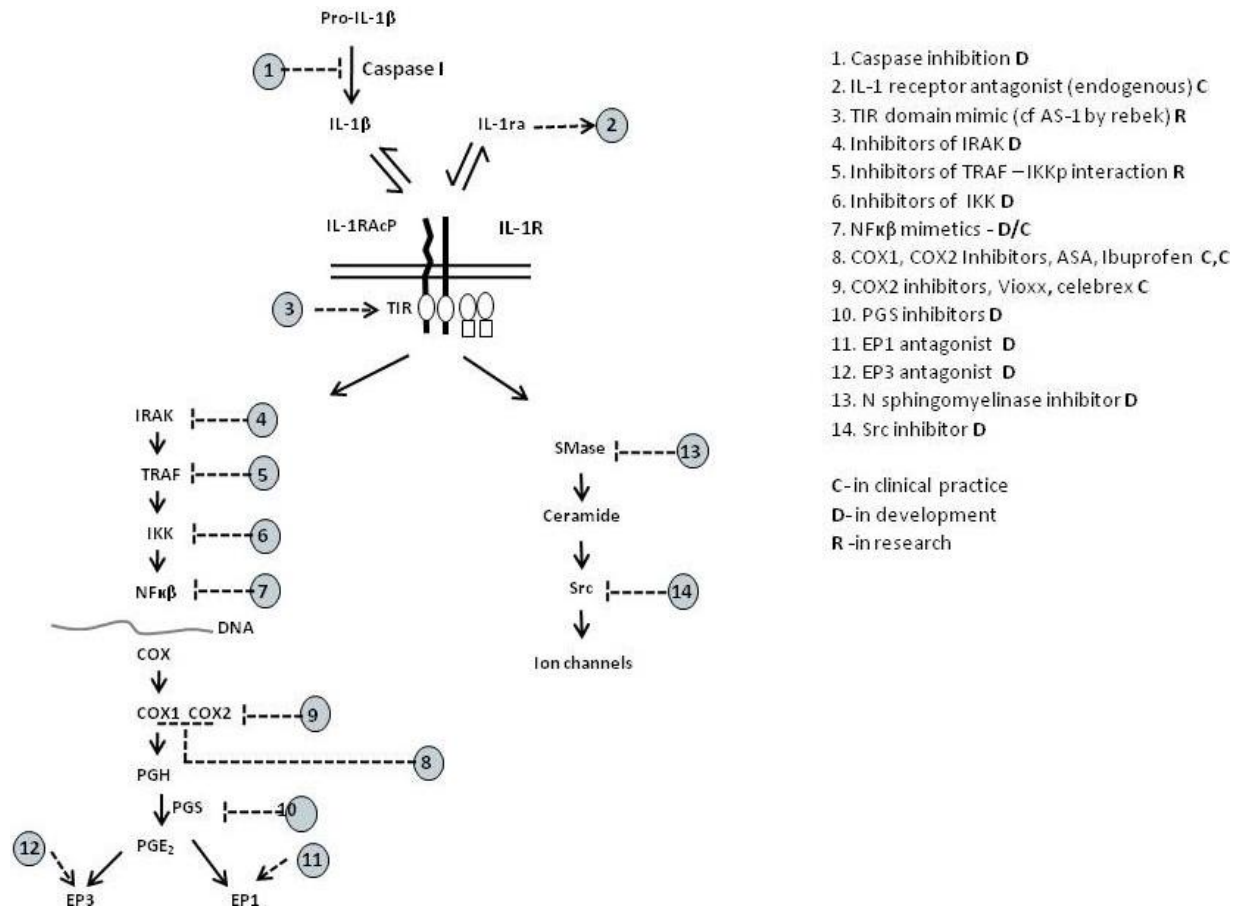 Pro-IL-1β
1
Caspase I
IL-1β
IL-1ra
2
IL-1RAcP
IL-1R
3
TIR
IRAK
4
TRAF
5
IKK
6
NFκβ
7
DNA
COX
COX1 COX2
9
8
PGH
PGS
10
12
PGE2
11
EP3
EP1
SMase
13
Ceramide
Src
14
Ion channels
1. Caspase inhibition D
2. IL-1 receptor antagonist (endogenous) C
3. TIR domain mimic (cf AS-1 by rebek) R
4. Inhibitors of IRAK D
5. Inhibitors of TRAF – IKKp interaction R
6. Inhibitors of IKK D
7. NFκβ mimetics - D/C
8. COX1, COX2 Inhibitors, ASA, Ibuprofen C,C
9. COX2 inhibitors, Vioxx, celebrex C
10. PGS inhibitors D
11. EP1 antagonist D
12. EP3 antagonist D
13. N sphingomyelinase inhibitor D
14. Src inhibitor D
C- in clinical practice
D- in development
R -in research